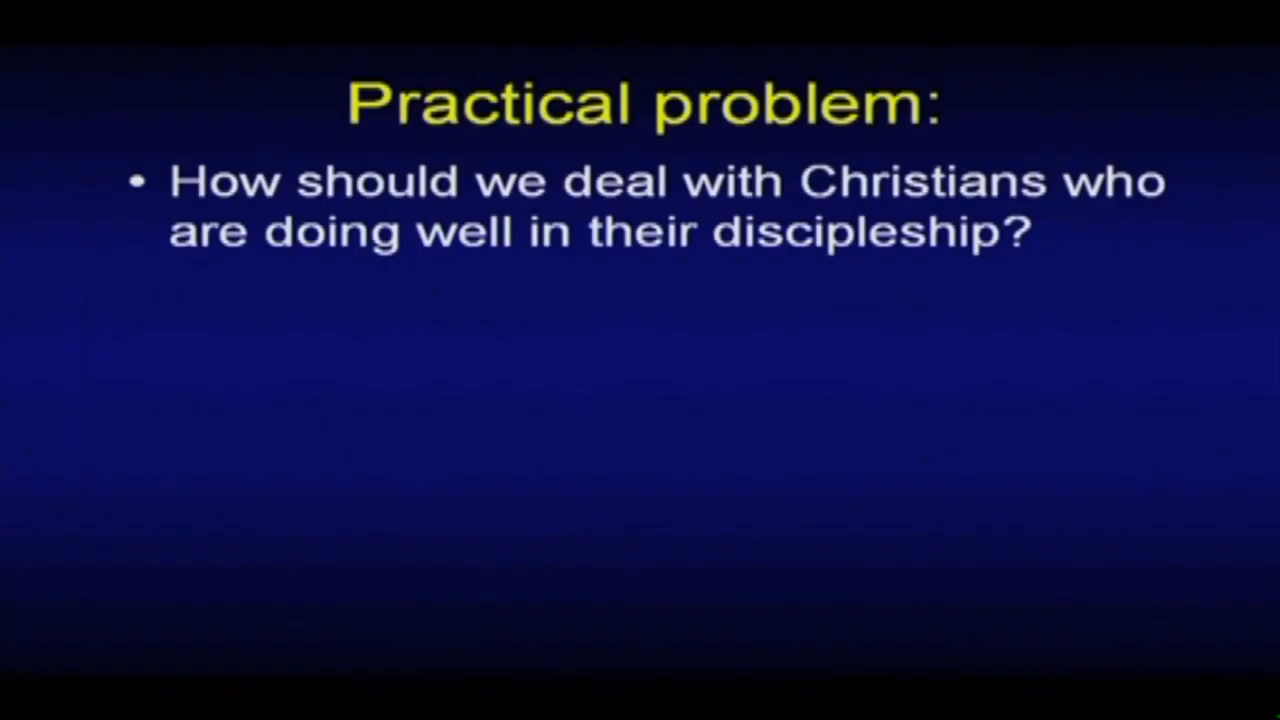 Practical problem:
• How should we deal with Christians who
are doing well in their discipleship?